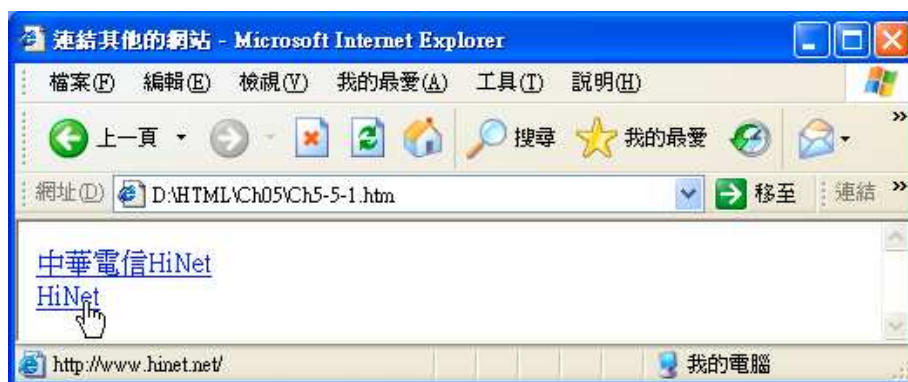 連結其他的網站 - Microsoft Internet Explorer
檔案(F) 編輯(E) 檢視(V) 我的最愛(A) 工具(T) 說明(H)
上一頁 搜尋 我的最愛 »
網址(D) D:\HTML\Ch05\Ch5-5-1.htm 移至 連結 »
中華電信HiNet
HiNet
http://www.hinet.net/ 我的電腦